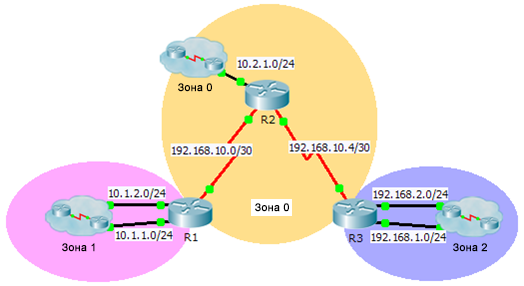 10.2.1.0/24
Зона 0
R2
192.168.10.0/30
192.168.10.4/30
10.1.2.0/24
192.168.2.0/24
Зона 0
10.1.1.0/24
R1
R3
192.168.1.0/24
Зона 1
Зона 2